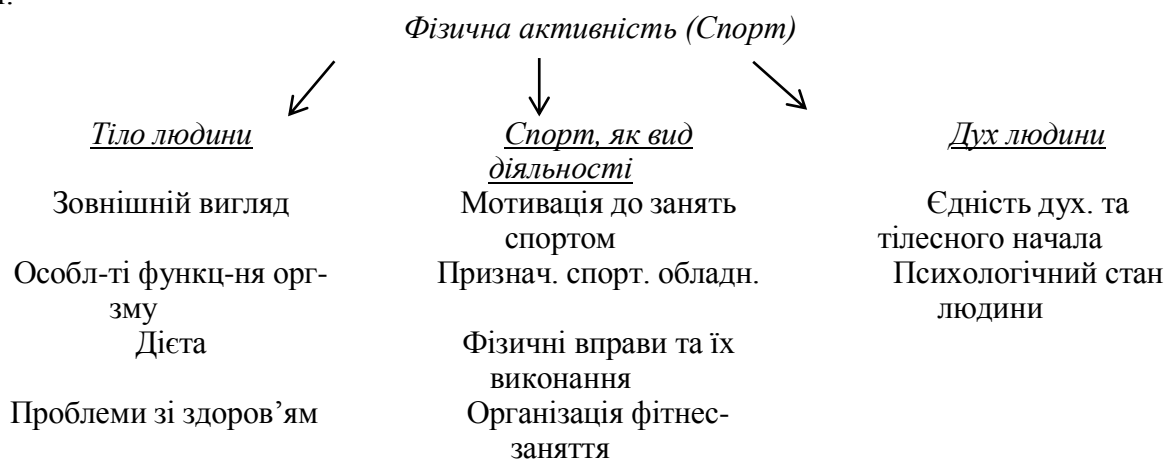 Фізична активність (Спорт)
Тіло людини
Спорт, як вид
діяльності
Дух людини
Зовнішній вигляд
Мотивація до занять
спортом
Єдність дух. та
тілесного начала
Особл-ті функц-ня орг-
зму
Признач. спорт. обладн.
Психологічний стан
людини
Дієта
Фізичні вправи та їх
виконання
Проблеми зі здоров’ям
Організація фітнес-
заняття